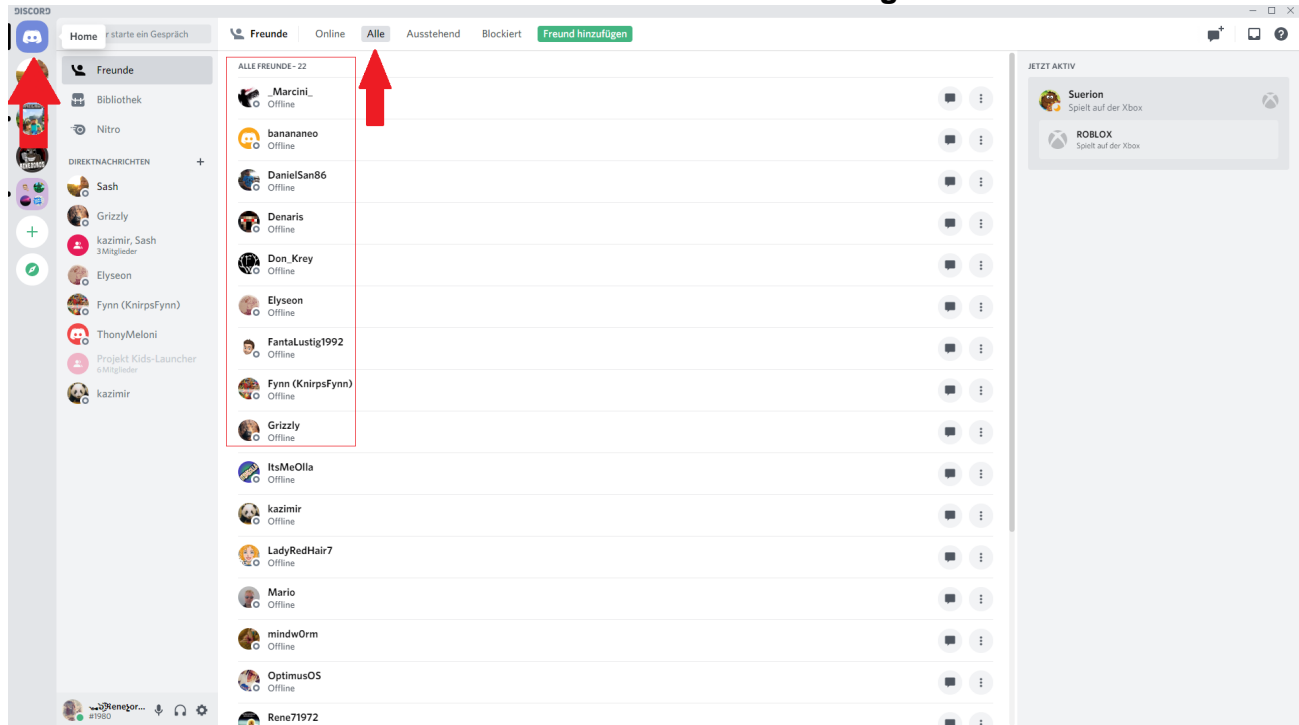 DISCORD
Home
starte ein Gespräch
Freunde
Online
Alle
Ausstehend
Blockiert
Freund hinzufügen
Freunde
Bibliothek
Nitro
DIREKTNACHRICHTEN
Sash
Grizzly
kazimir, Sash
3 Mitglieder
Elyseon
Fynn (KnirpsFynn)
ThonyMeloni
Projekt Kids-Launcher
6 Mitglieder
kazimir
#1980
ALLE FREUNDE - 22
_Marcini_
Offline
banananeo
Offline
DanielSan86
Offline
Denaris
Offline
Don_Krey
Offline
Elyseon
Offline
FantaLustig1992
Offline
Fynn (KnirpsFynn)
Offline
Grizzly
Offline
ItsMeOlla
Offline
kazimir
Offline
LadyRedHair7
Offline
Mario
Offline
mindw0rm
Offline
OptimusOS
Offline
Rene71972
JETZT AKTIV
Suerion
Spielt auf der Xbox
ROBLOX
Spielt auf der Xbox